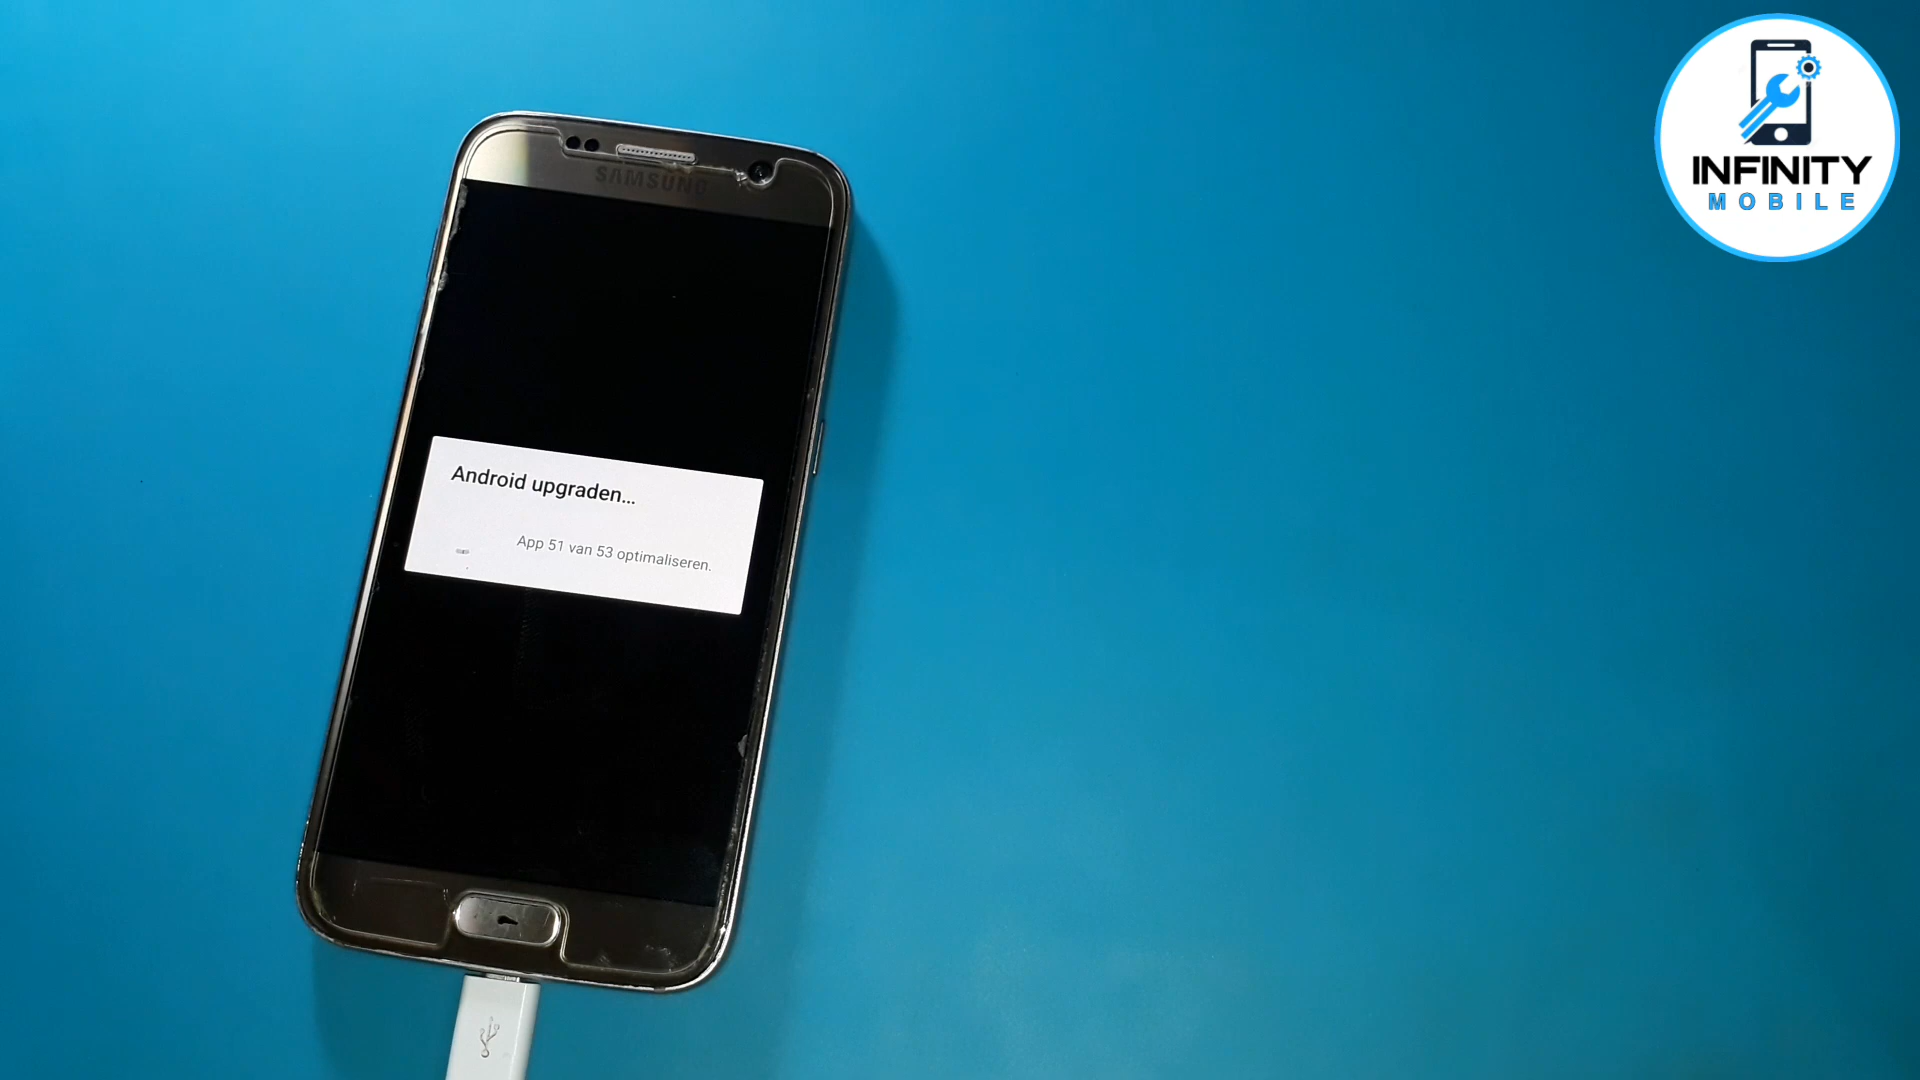 INFINITY
MOBILE
SAMSUNG
Android upgraden...
App 51 van 53 optimaliseren.